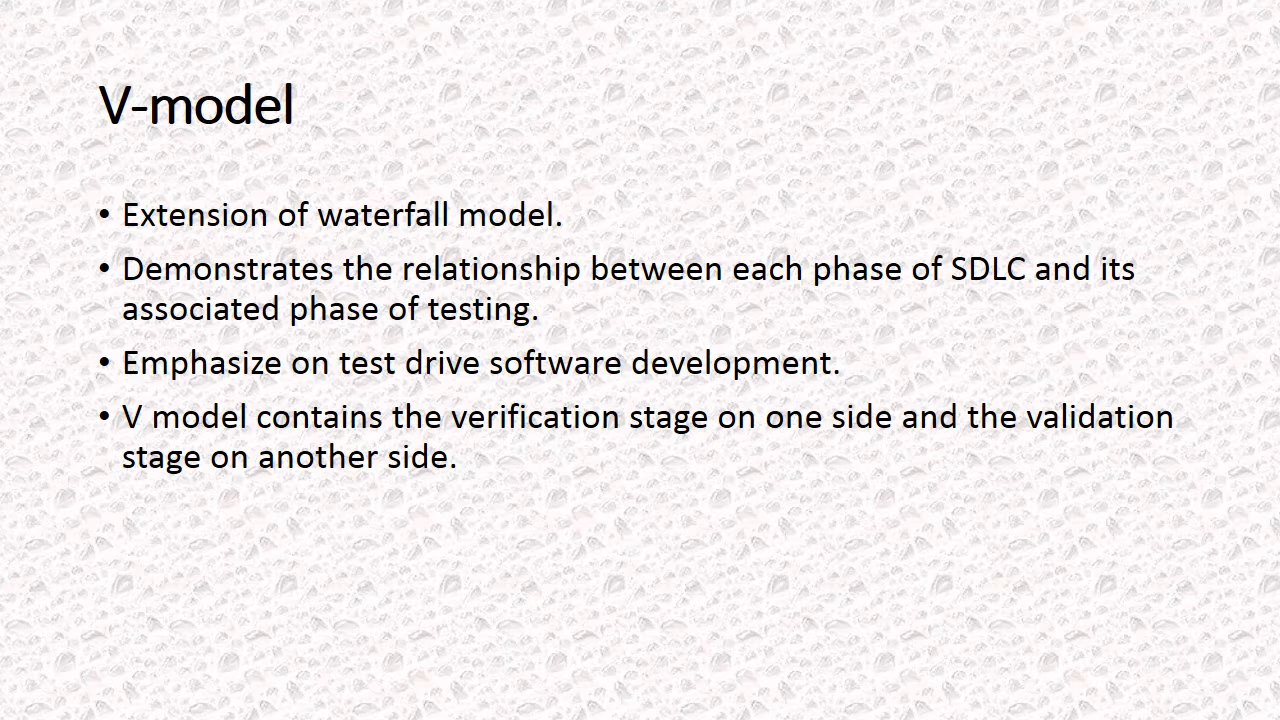 V-model
• Extension of waterfall model.
• Demonstrates the relationship between each phase of SDLC and its
associated phase of testing.
• Emphasize on test drive software development.
• V model contains the verification stage on one side and the validation
stage on another side.